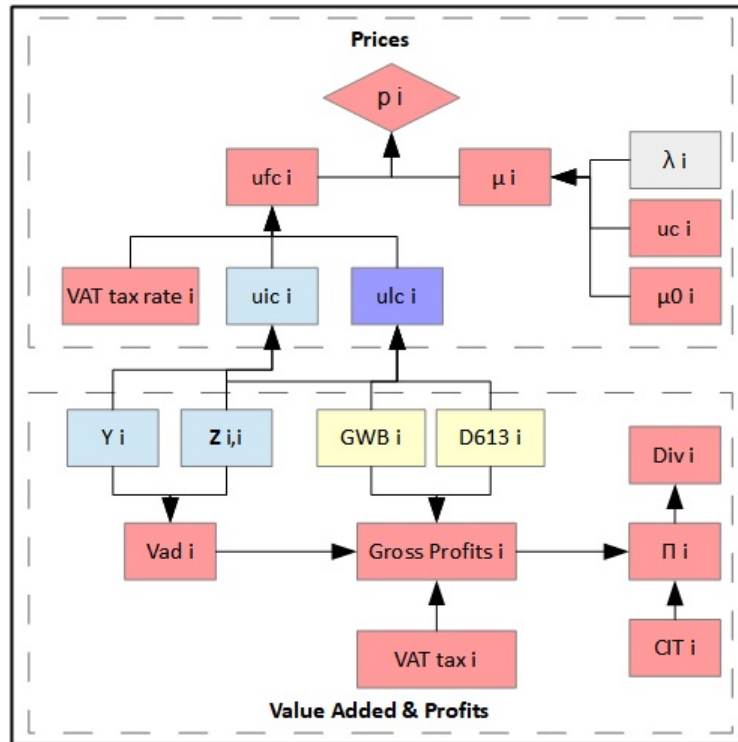 Prices
p i
ufc i
μ i
λ i
uc i
μ0 i
VAT tax rate i
uic i
ulc i
Y i
Z i,i
GWB i
D613 i
Div i
Vad i
Gross Profits i
Π i
VAT tax i
CIT i
Value Added & Profits